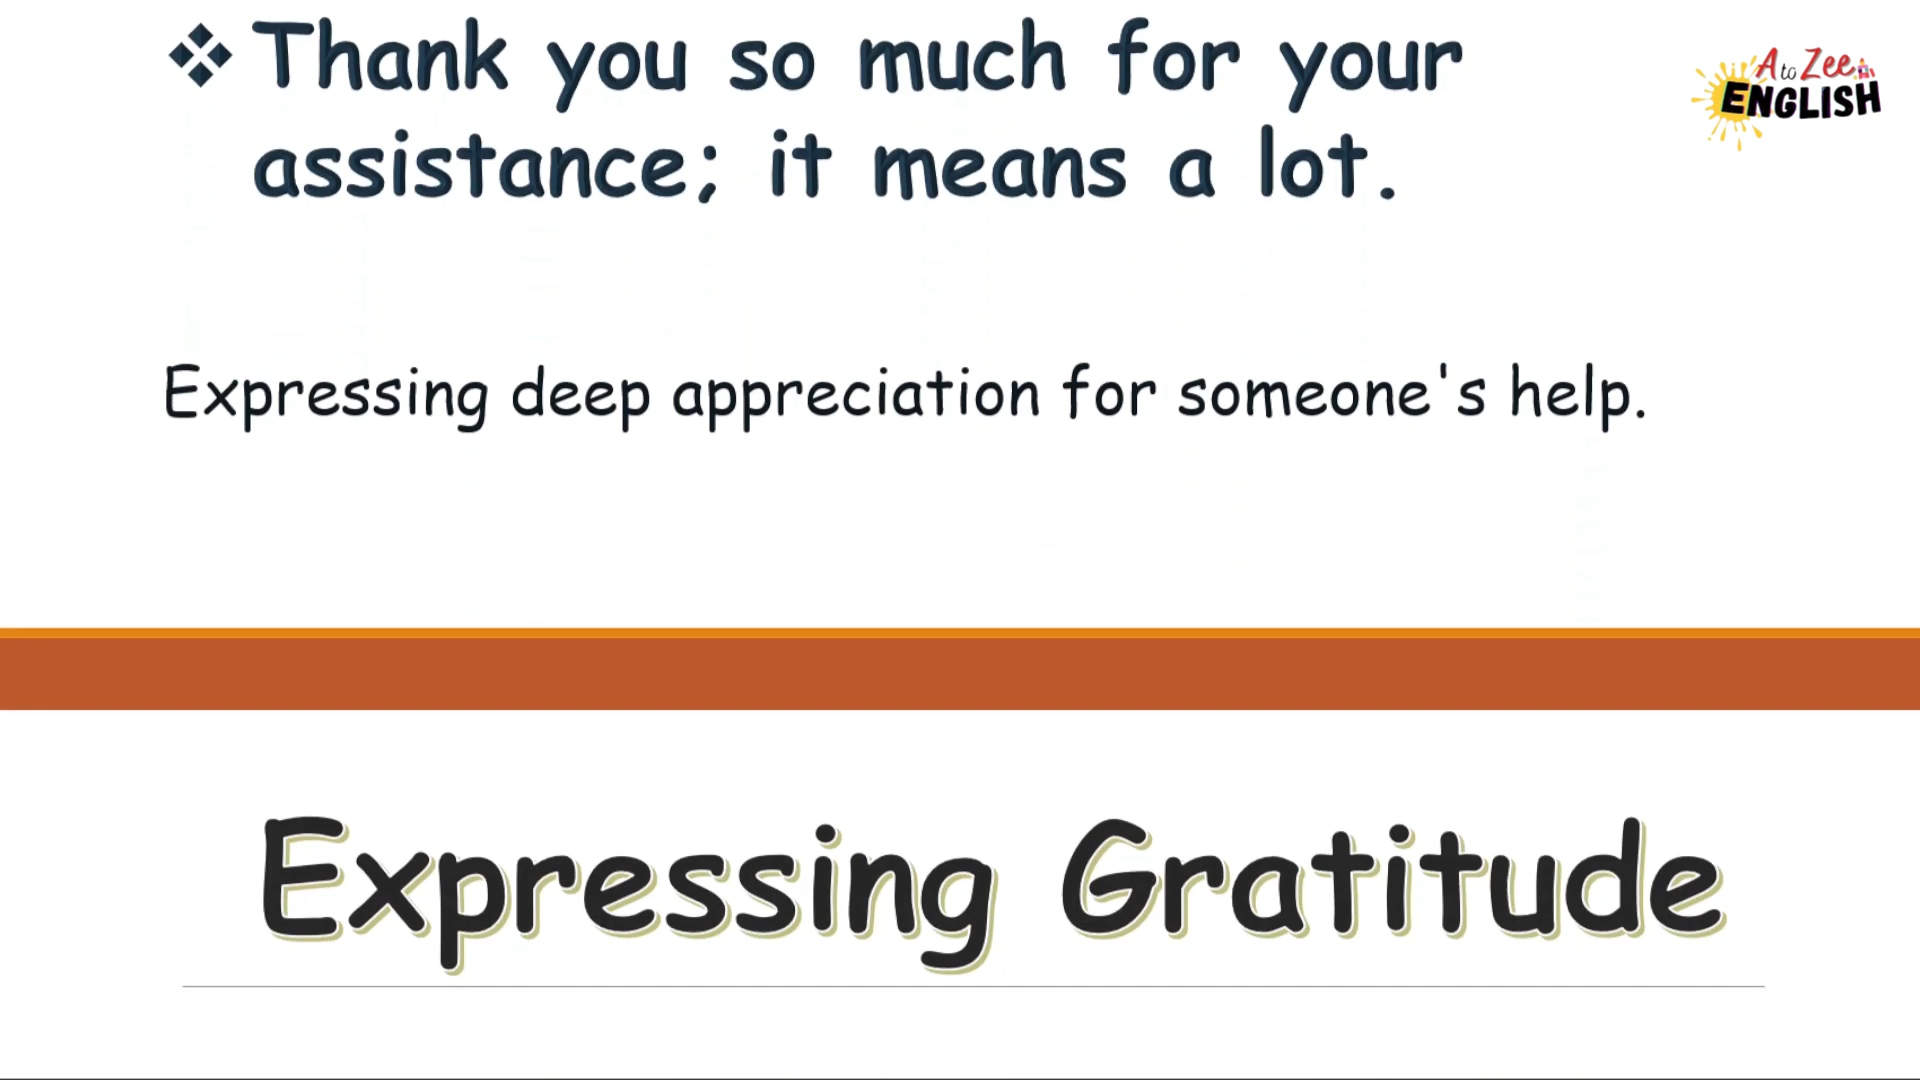 Thank you so much for your
assistance; it means a lot.
A to Zee
ENGLISH
Expressing deep appreciation for someone's help.
Expressing Gratitude